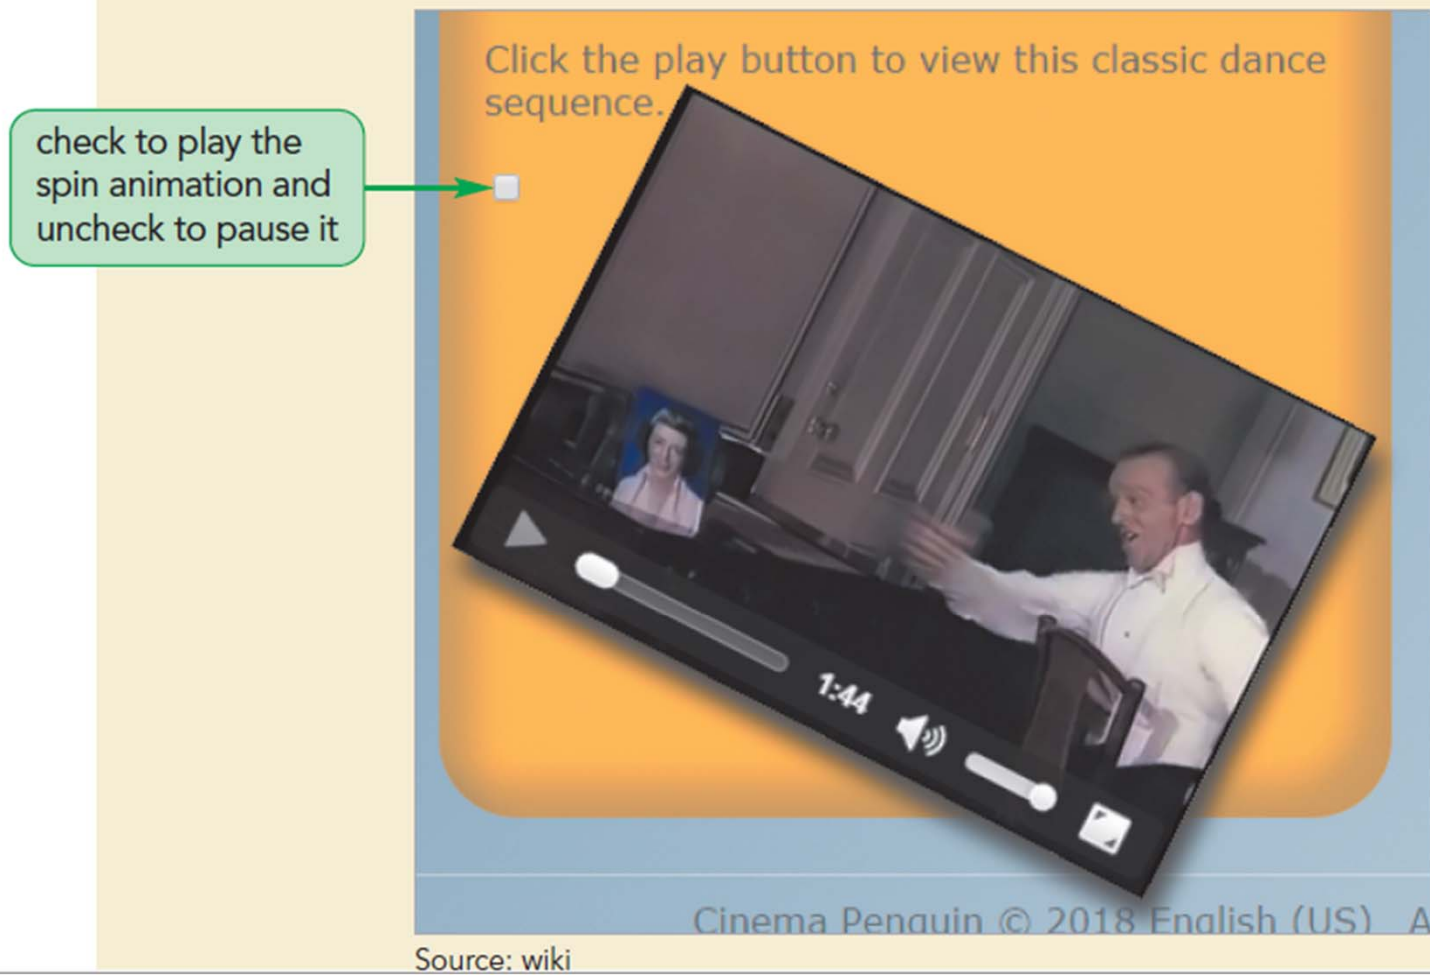 Click the play button to view this classic dance
sequence.
check to play the
spin animation and
uncheck to pause it
1:44
Cinema Penguin © 2018 English (US) A
Source: wiki